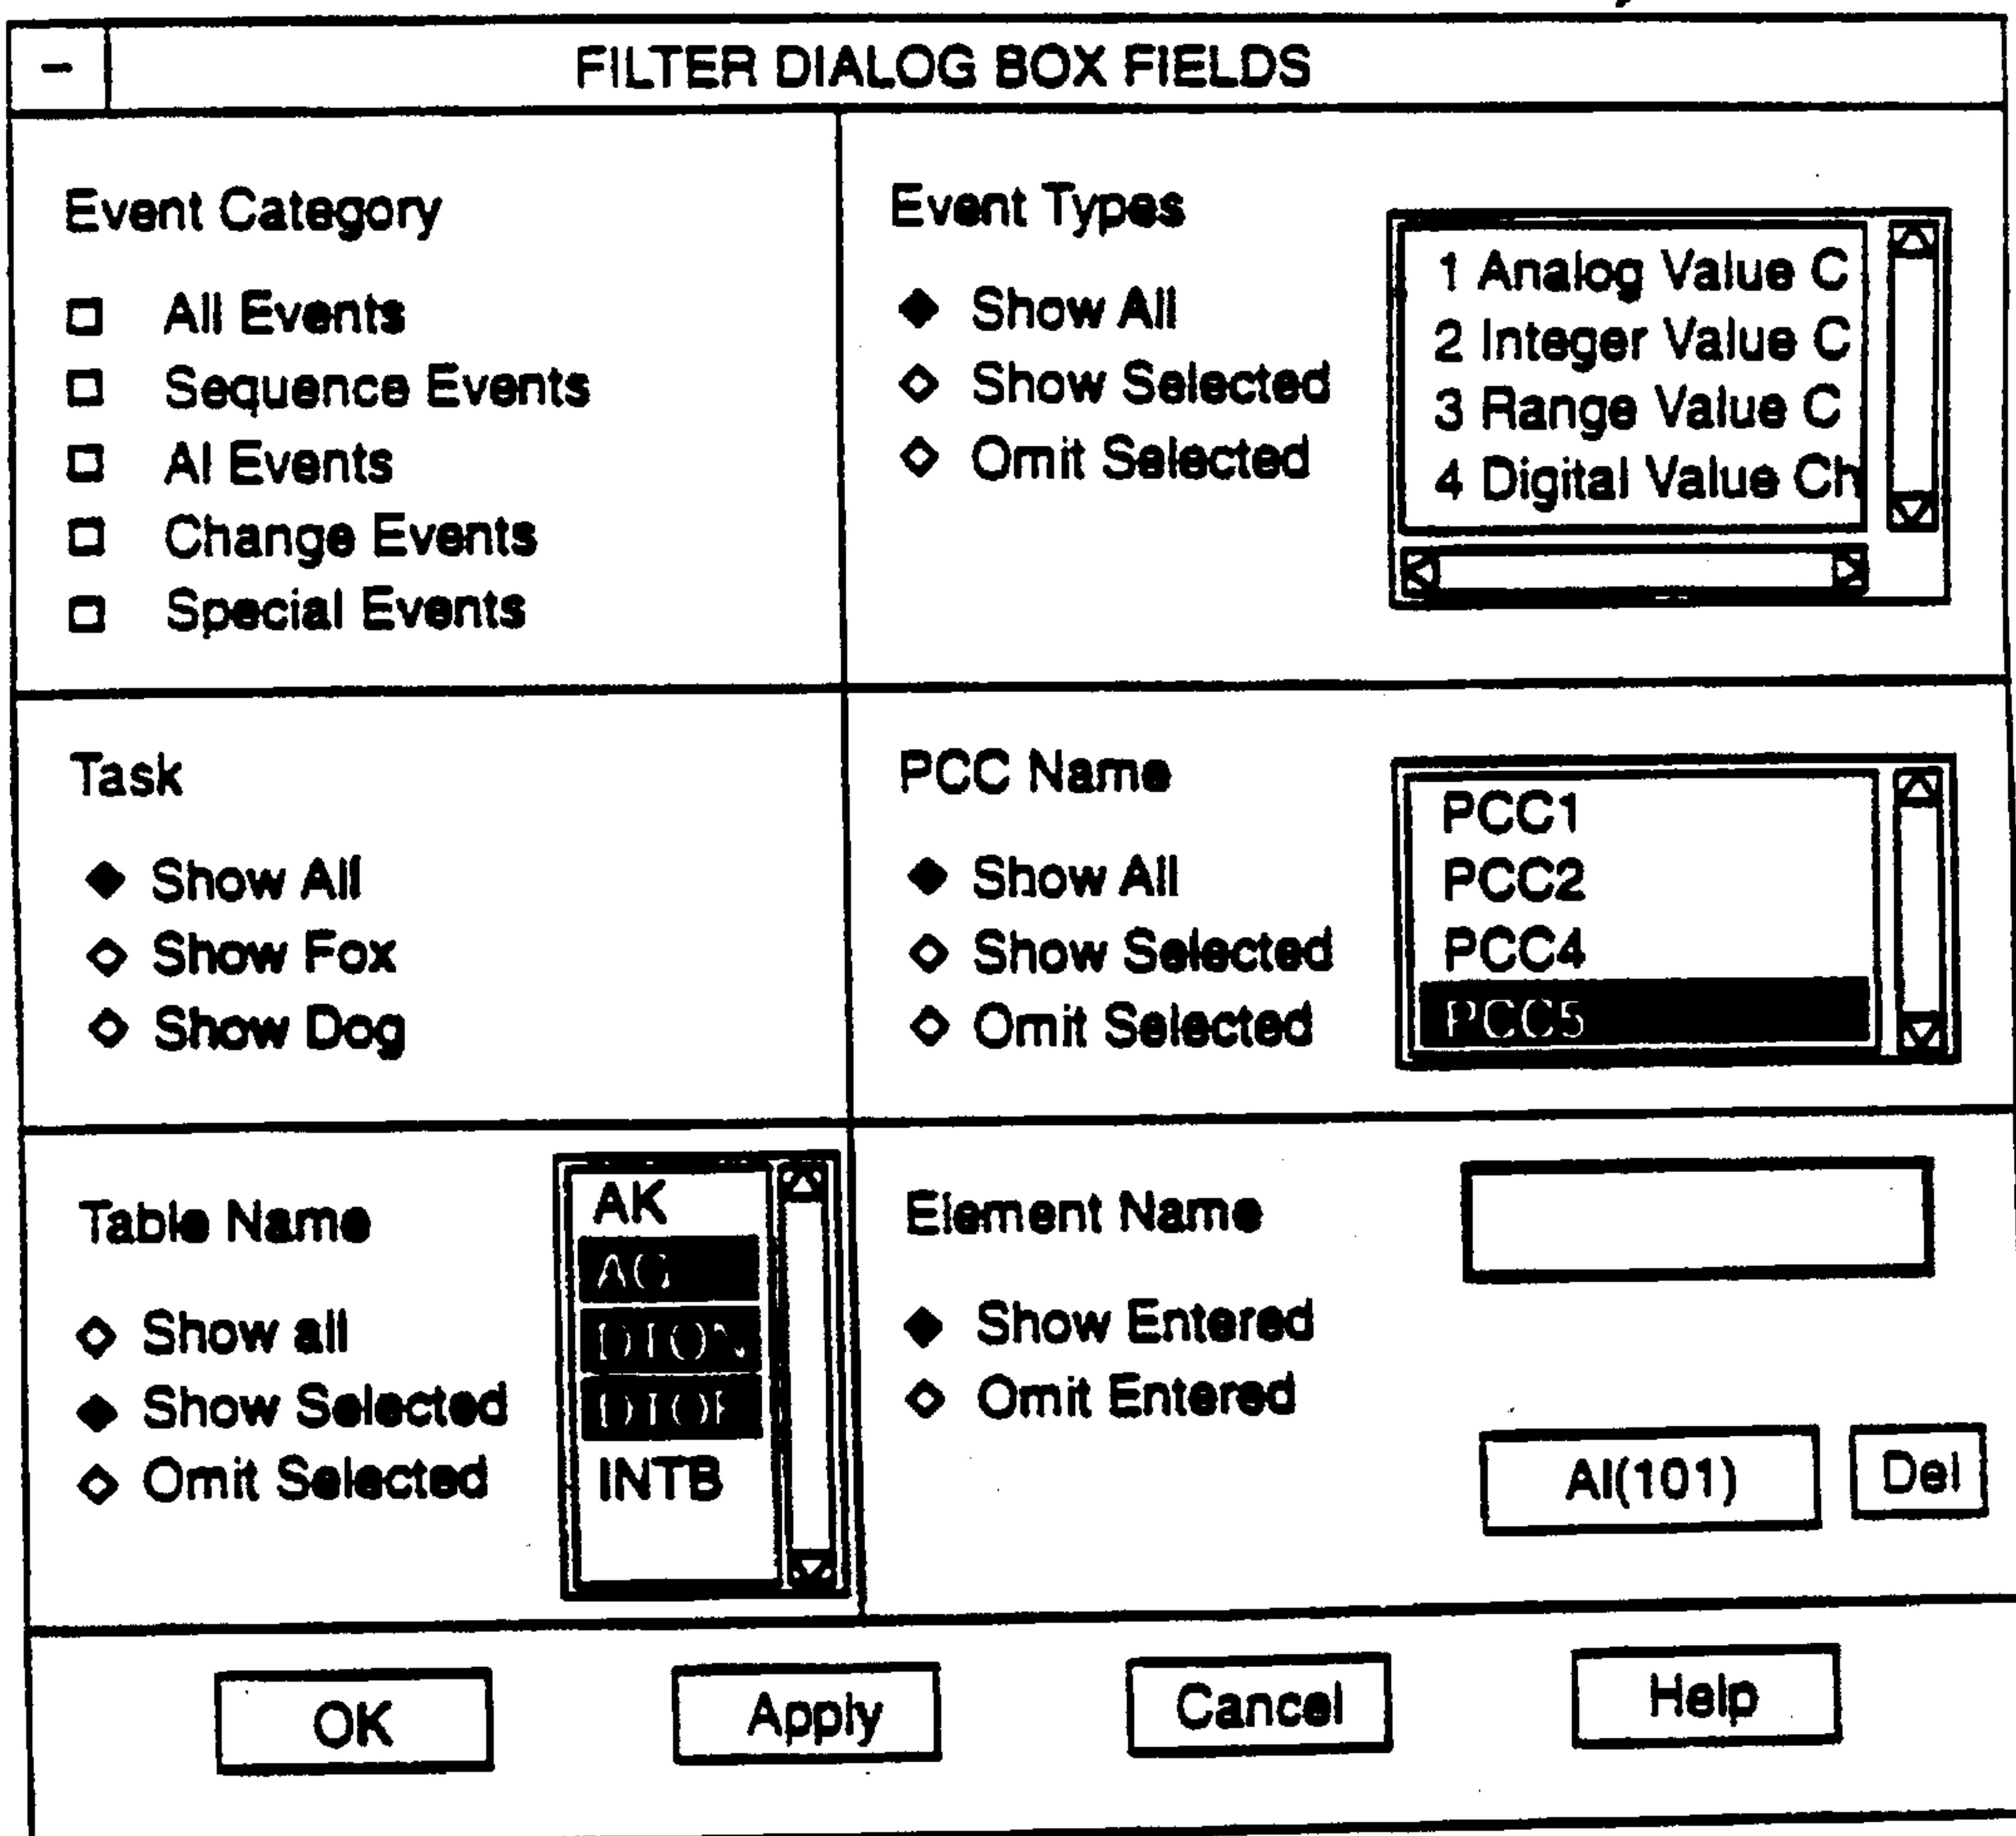 FILTER DIALOG BOX FIELDS
Event Category
All Events
Sequence Events
AI Events
Change Events
Special Events
Event Types
Show All
Show Selected
Omit Selected
1 Analog Value C
2 Integer Value C
3 Range Value C
4 Digital Value Ch
Task
Show All
Show Fox
Show Dog
PCC Name
Show All
Show Selected
Omit Selected
PCC1
PCC2
PCC4
PCC5
Table Name
Show all
Show Selected
Omit Selected
AK
INTB
Element Name
Show Entered
Omit Entered
AI(101)
Del
OK
Apply
Cancel
Help